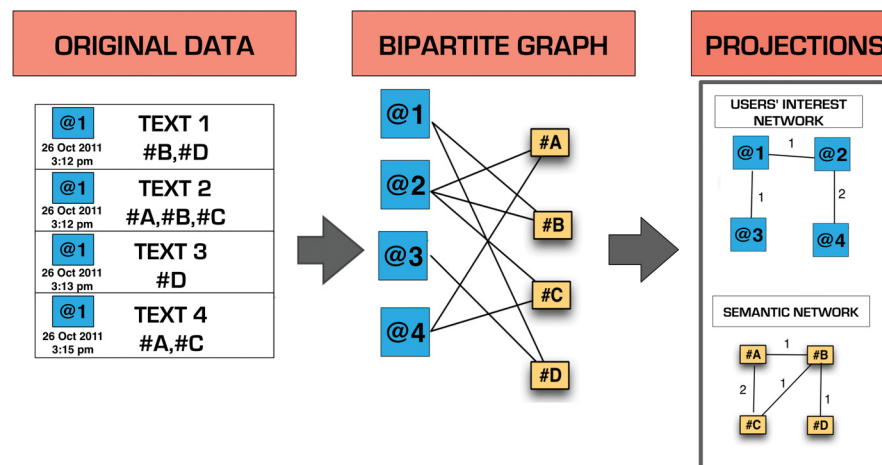 ORIGINAL DATA
@1
26 Oct 2011
3:12 pm
TEXT 1
#B,#D
@1
26 Oct 2011
3:12 pm
TEXT 2
#A,#B,#C
@1
26 Oct 2011
3:13 pm
TEXT 3
#D
@1
26 Oct 2011
3:15 pm
TEXT 4
#A,#C
BIPARTITE GRAPH
@1
@2
@3
@4
#A
#B
#C
#D
PROJECTIONS
USERS' INTEREST
NETWORK
@1
1
@2
1
2
@3
@4
SEMANTIC NETWORK
#A
1
#B
2
1
1
#C
#D